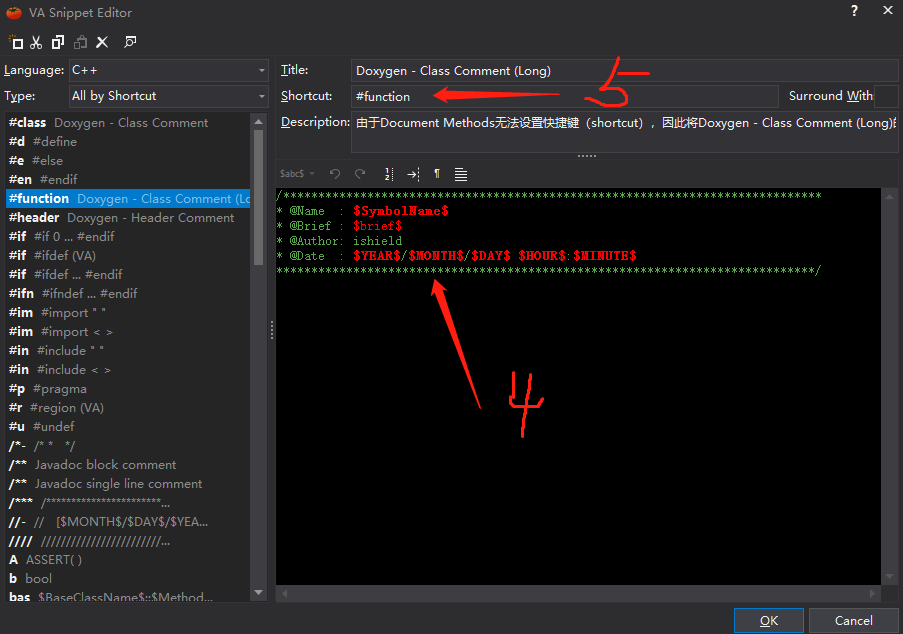 VA Snippet Editor
?
Language: C++
Type: All by Shortcut
Title: Doxygen - Class Comment (Long)
Shortcut: #function
Surround With:
Description: 由于Document Methods无法设置快捷键（shortcut），因此将Doxygen - Class Comment (Long)的
5
$abc$
#class Doxygen - Class Comment
#d #define
#e #else
#en #endif
#function Doxygen - Class Comment (Lo
#header Doxygen - Header Comment
#if #if 0 ... #endif
#if #ifdef (VA)
#if #ifdef ... #endif
#ifn #ifndef ... #endif
#im #import " "
#im #import < >
#in #include " "
#in #include < >
#p #pragma
#r #region (VA)
#u #undef
/*- /* * */
/** Javadoc block comment
/** Javadoc single line comment
/*** /***********************...
//- // [$MONTH$/$DAY$/$YEA...
//// ////////////////////////...
A ASSERT( )
b bool
bas $BaseClassName$::$Method...
/******************************************************************************
* @Name : $SymbolName$
* @Brief : $brief$
* @Author: ishield
* @Date : $YEAR$/$MONTH$/$DAY$ $HOUR$:$MINUTE$
******************************************************************************/
4
OK
Cancel